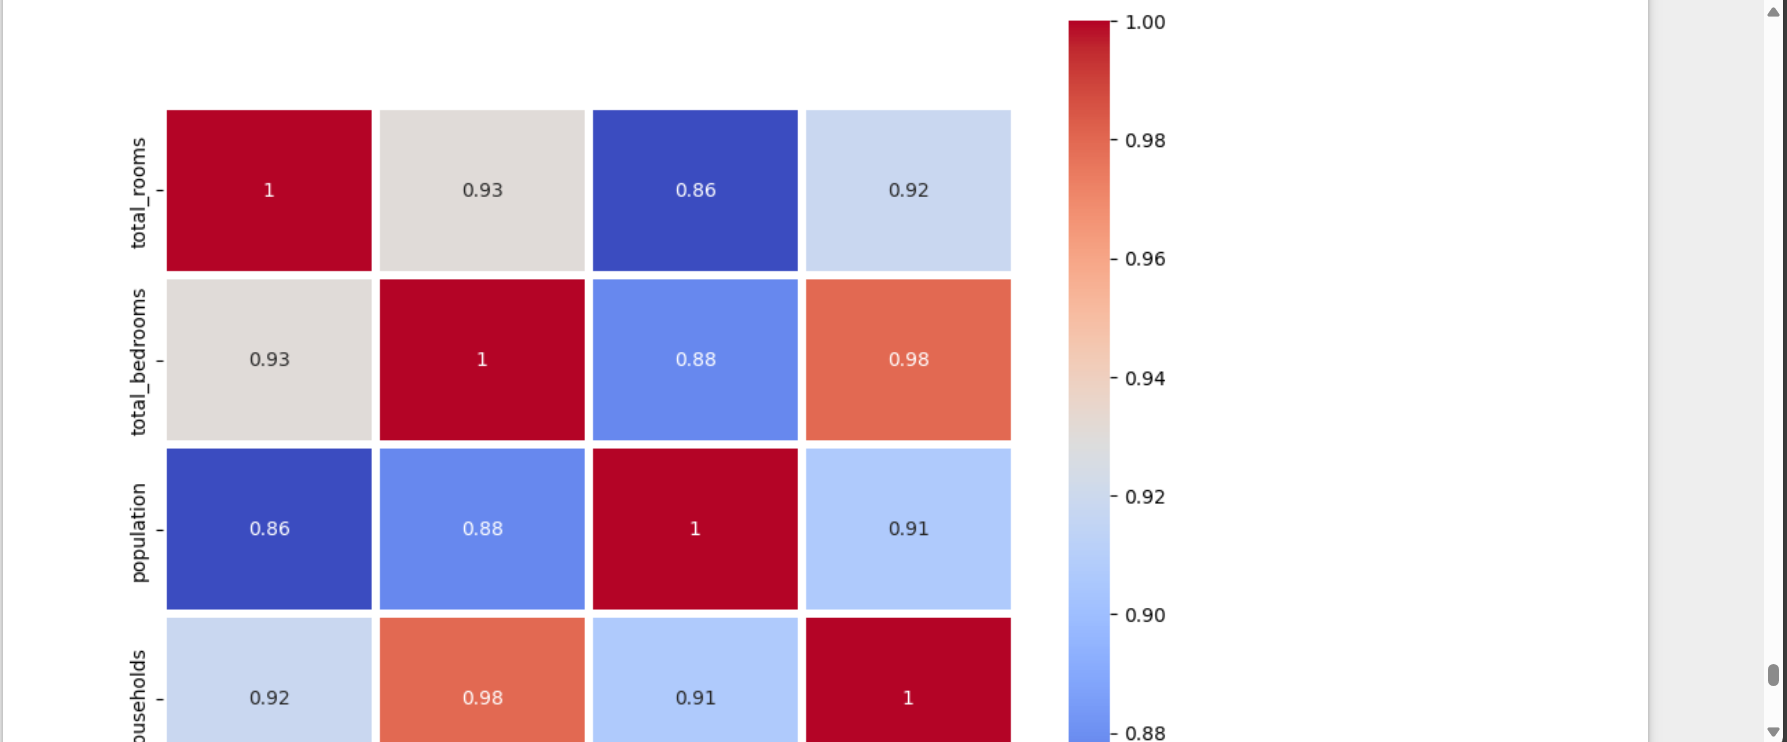 1.00
0.98
0.96
0.94
0.92
0.90
0.88
total_rooms
1 0.93 0.86 0.92
total_bedrooms
0.93 1 0.88 0.98
population
0.86 0.88 1 0.91
ouseholds
0.92 0.98 0.91 1